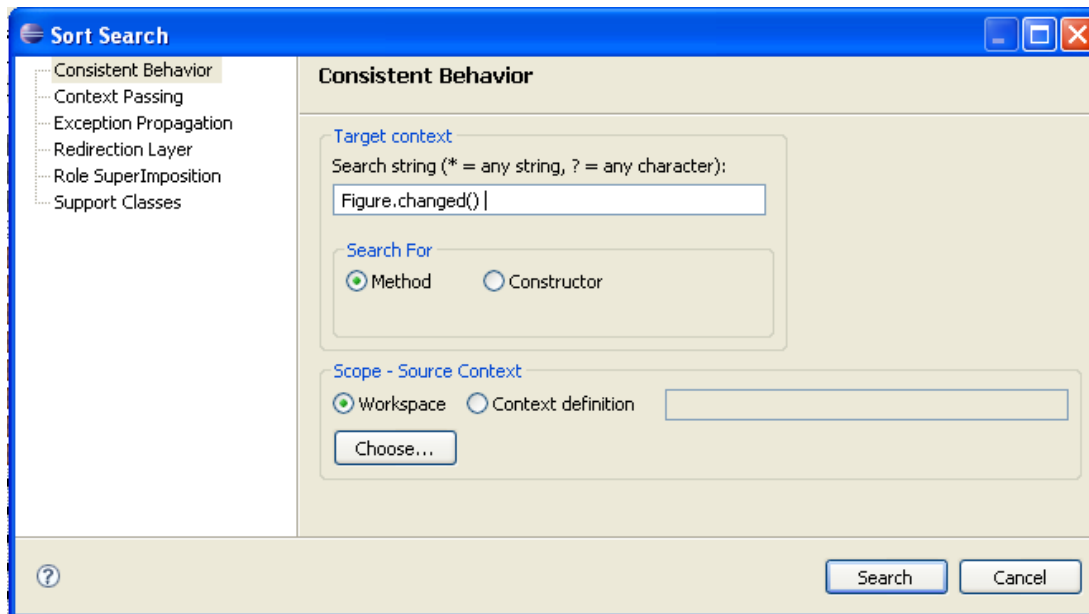 Sort Search
Consistent Behavior
Context Passing
Exception Propagation
Redirection Layer
Role SuperImposition
Support Classes
Consistent Behavior
Target context
Search string (* = any string, ? = any character):
Figure.changed()
Search For
Method Constructor
Scope - Source Context
Workspace Context definition
Choose...
? Search Cancel